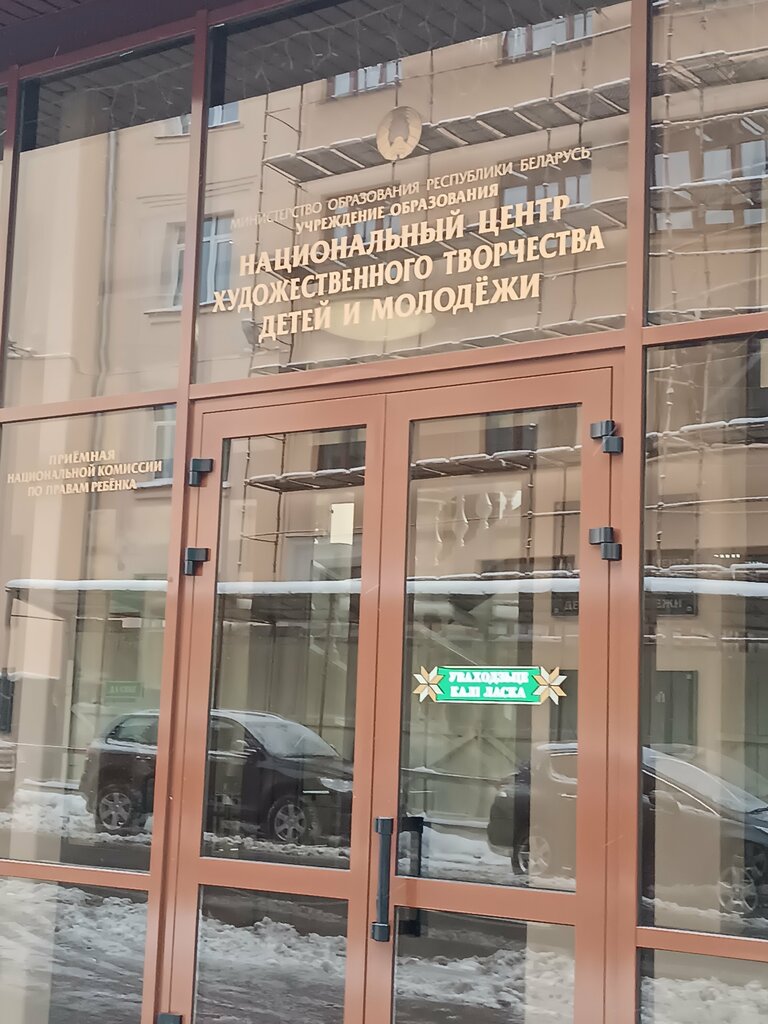 МИНИСТЕРСТВО ОБРАЗОВАНИЯ РЕСПУБЛИКИ БЕЛАРУСЬ
УЧРЕЖДЕНИЕ ОБРАЗОВАНИЯ
НАЦИОНАЛЬНЫЙ ЦЕНТР
ХУДОЖЕСТВЕННОГО ТВОРЧЕСТВА
ДЕТЕЙ И МОЛОДЁЖИ
ПРИЁМНАЯ
НАЦИОНАЛЬНОЙ КОМИССИИ
ПО ПРАВАМ РЕБЁНКА
УВАХОДЗЬЦЕ
КАЛІ ЛАСКА